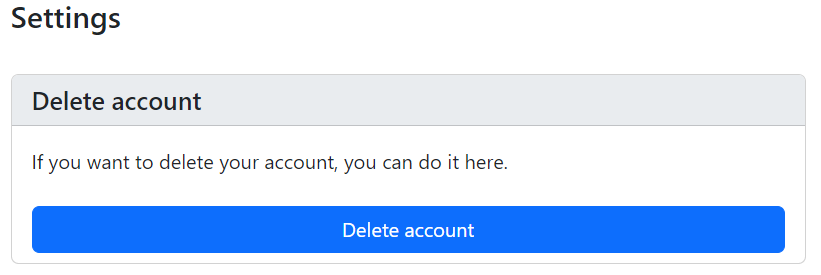 Settings
Delete account
If you want to delete your account, you can do it here.
Delete account